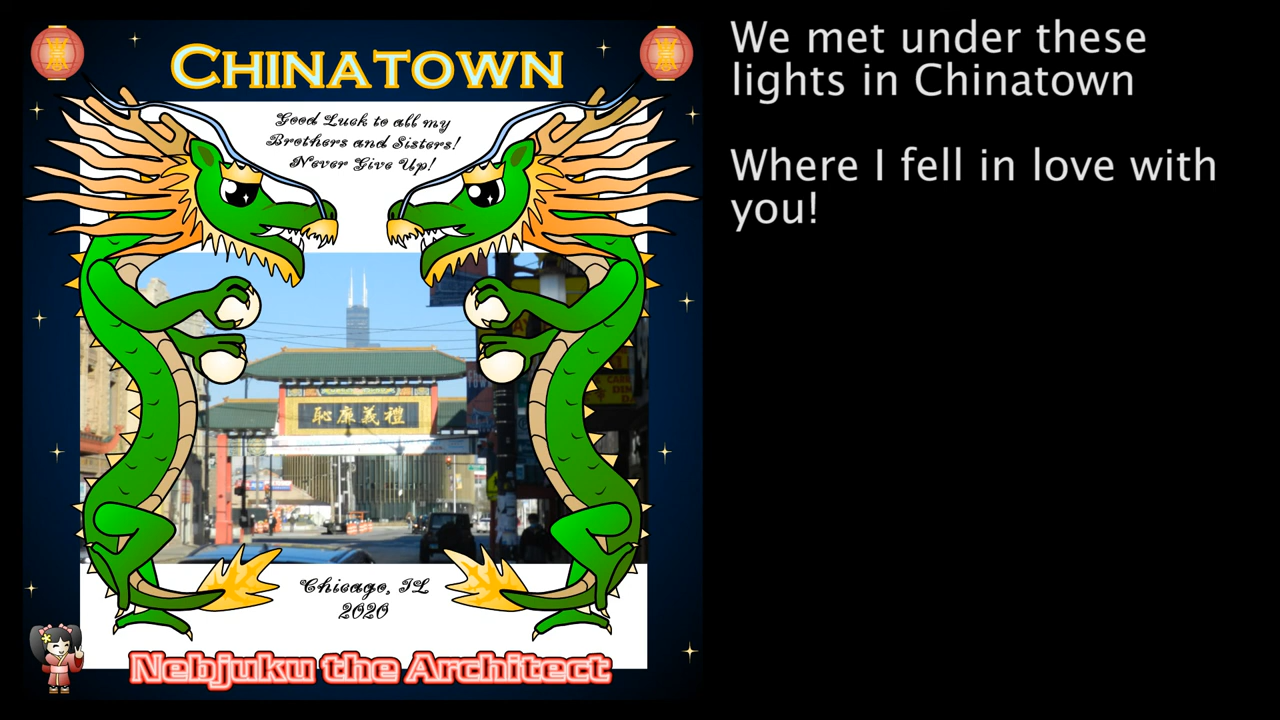 CHINATOWN
Good Luck to all my
Brothers and Sisters!
Never Give Up!
恥廉義禮
Chicago, IL
2020
Nebjuku the Architect
We met under these
lights in Chinatown
Where I fell in love with
you!